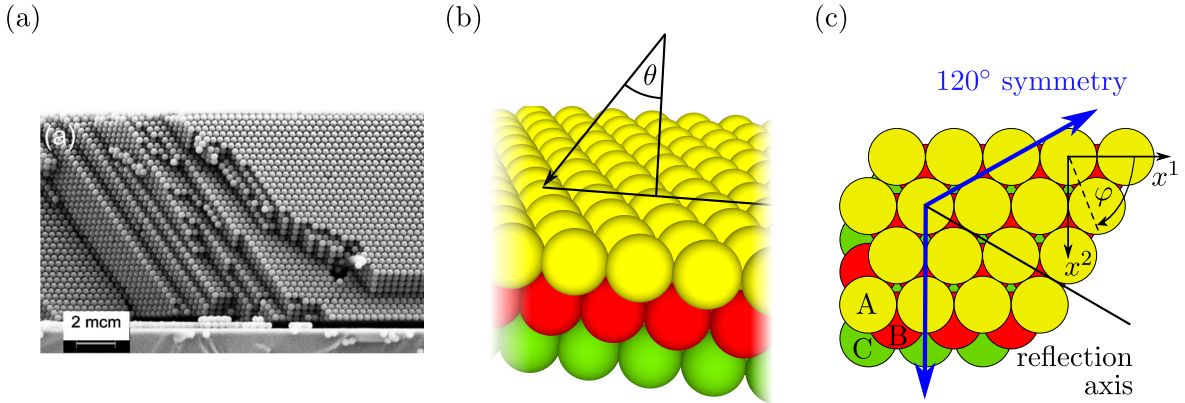 (a)
(b)
(c)
(a)
2 mcm
θ
120° symmetry
x¹
φ
x²
A
B
C
reflection
axis